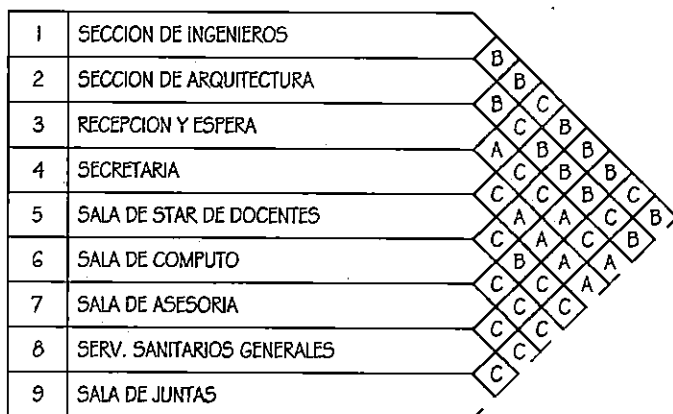 1 SECCION DE INGENIEROS
B
2 SECCION DE ARQUITECTURA B
B C
3 RECEPCION Y ESPERA C B
A B B
4 SECRETARIA C B B
C C B C
5 SALA DE STAR DE DOCENTES A A C B
C A C B
6 SALA DE COMPUTO B A A
C C A
7 SALA DE ASESORIA C C
C C
8 SERV. SANITARIOS GENERALES C
C
9 SALA DE JUNTAS